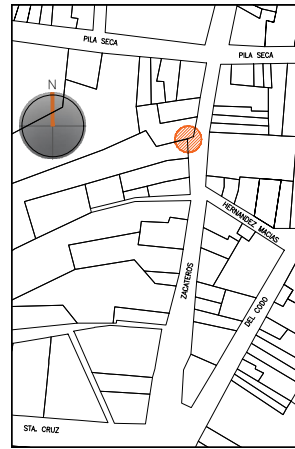 PILA SECA
PILA SECA
N
HERNANDEZ MACIAS
ZACATEROS
DEL CODO
STA. CRUZ